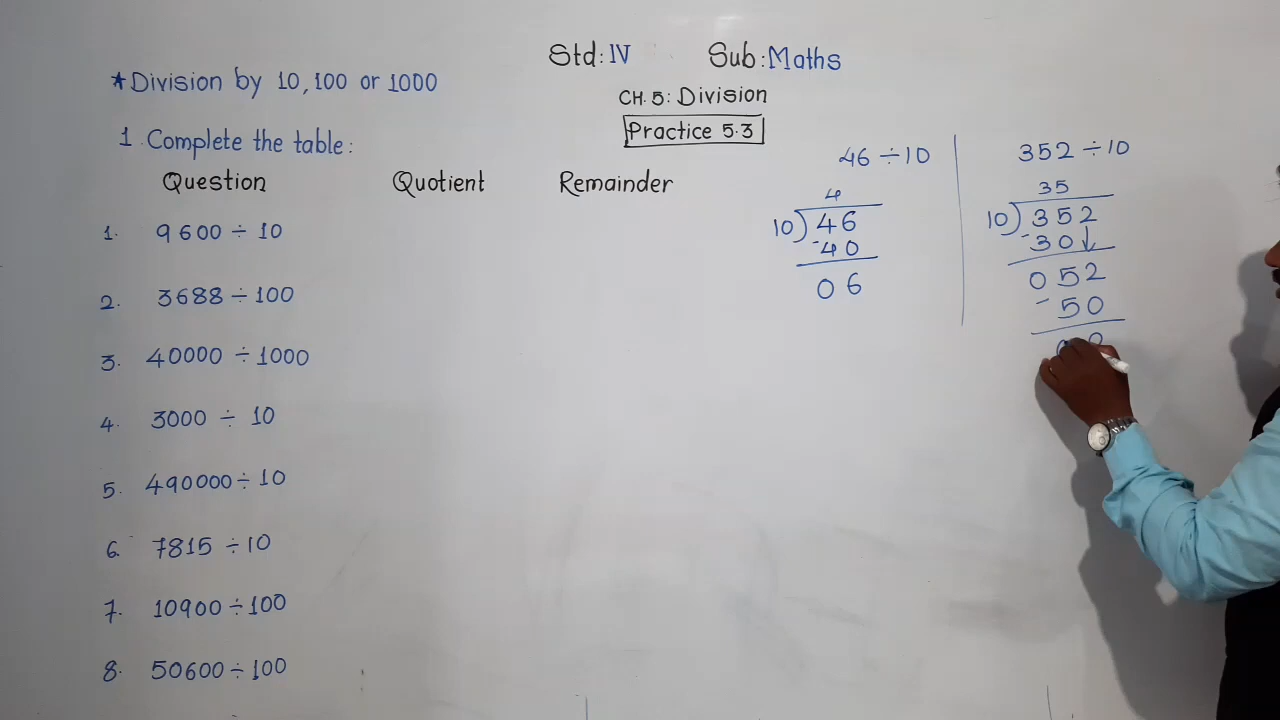 Std: IV Sub: Maths
*Division by 10, 100 or 1000
CH. 5: Division
Practice 5.3
1. Complete the table:
Question Quotient Remainder
1. 9600 ÷ 10
2. 3688 ÷ 100
3. 40000 ÷ 1000
4. 3000 ÷ 10
5. 490000 ÷ 10
6. 7815 ÷ 10
7. 10900 ÷ 100
8. 50600 ÷ 100
46 ÷ 10
4
10)46
-40
06
352 ÷ 10
35
10)352
-30↓
052
-50